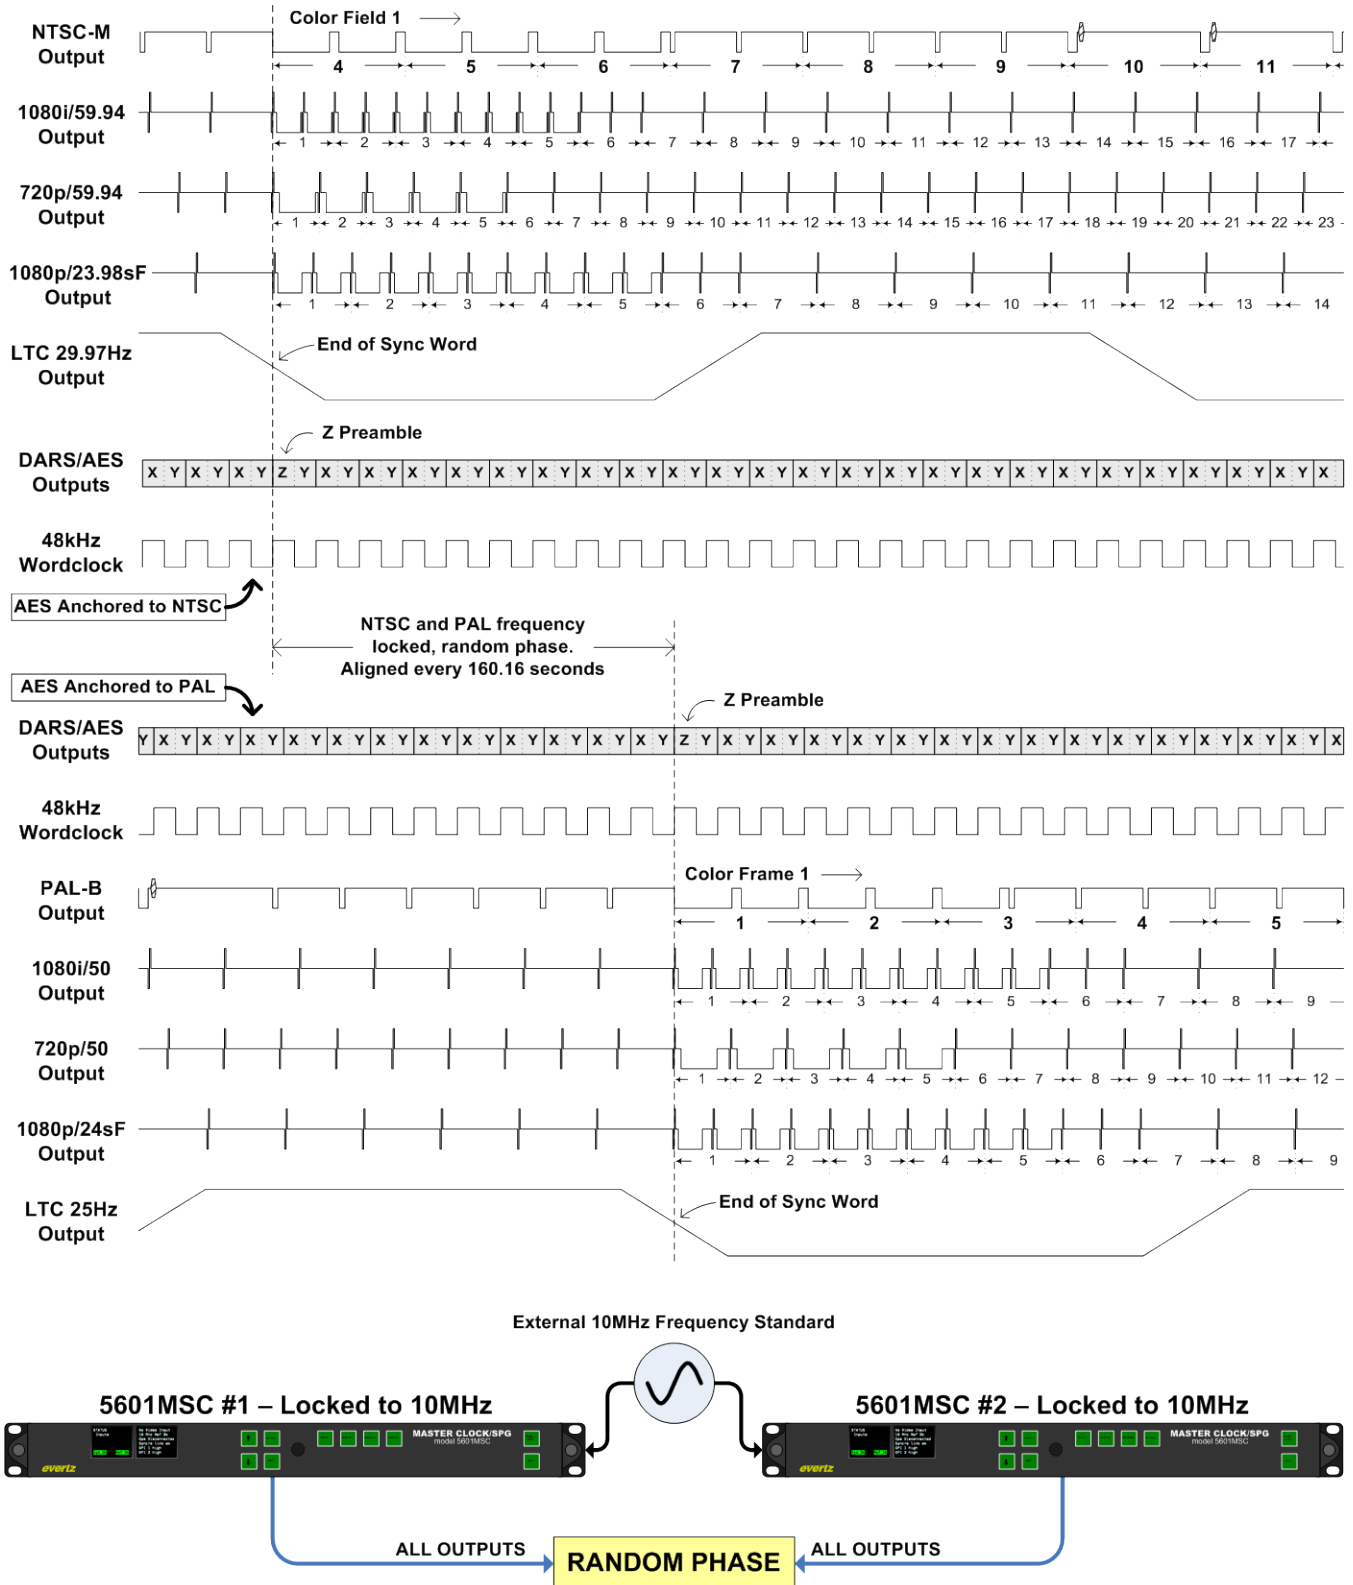 Color Field 1
NTSC-M
Output
4 5 6 7 8 9 10 11
1080i/59.94
Output
1 2 3 4 5 6 7 8 9 10 11 12 13 14 15 16 17
720p/59.94
Output
1 2 3 4 5 6 7 8 9 10 11 12 13 14 15 16 17 18 19 20 21 22 23
1080p/23.98sF
Output
1 2 3 4 5 6 7 8 9 10 11 12 13 14
LTC 29.97Hz
Output
End of Sync Word
Z Preamble
DARS/AES
Outputs
X Y X Y X Y Z Y X Y X Y X Y X Y X Y X Y X Y X Y X Y X Y X Y X Y X Y X Y X Y X Y X Y X Y X Y X Y X Y X Y X Y X
48kHz
Wordclock
AES Anchored to NTSC
NTSC and PAL frequency
locked, random phase.
Aligned every 160.16 seconds
AES Anchored to PAL
Z Preamble
DARS/AES
Outputs
Y X Y X Y X Y X Y X Y X Y X Y X Y X Y X Y X Y X Y Z Y X Y X Y X Y X Y X Y X Y X Y X Y X Y X Y X Y X Y X Y X Y X
48kHz
Wordclock
PAL-B
Output
Color Frame 1
1 2 3 4 5
1080i/50
Output
1 2 3 4 5 6 7 8 9
720p/50
Output
1 2 3 4 5 6 7 8 9 10 11 12
1080p/24sF
Output
1 2 3 4 5 6 7 8 9
LTC 25Hz
Output
End of Sync Word
External 10MHz Frequency Standard
5601MSC #1 – Locked to 10MHz
5601MSC #2 – Locked to 10MHz
MASTER CLOCK/SPG
model 5601MSC
evertz
MASTER CLOCK/SPG
model 5601MSC
evertz
ALL OUTPUTS
RANDOM PHASE
ALL OUTPUTS